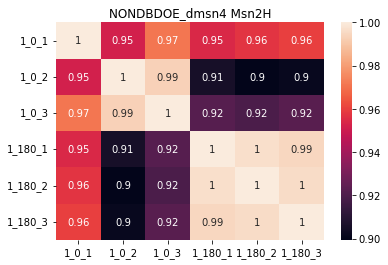 NONDBDOE_dmsn4 Msn2H
1_0_1 1 0.95 0.97 0.95 0.96 0.96
1_0_2 0.95 1 0.99 0.91 0.9 0.9
1_0_3 0.97 0.99 1 0.92 0.92 0.92
1_180_1 0.95 0.91 0.92 1 1 0.99
1_180_2 0.96 0.9 0.92 1 1 1
1_180_3 0.96 0.9 0.92 0.99 1 1
1_0_1 1_0_2 1_0_3 1_180_1 1_180_2 1_180_3
1.00
0.98
0.96
0.94
0.92
0.90